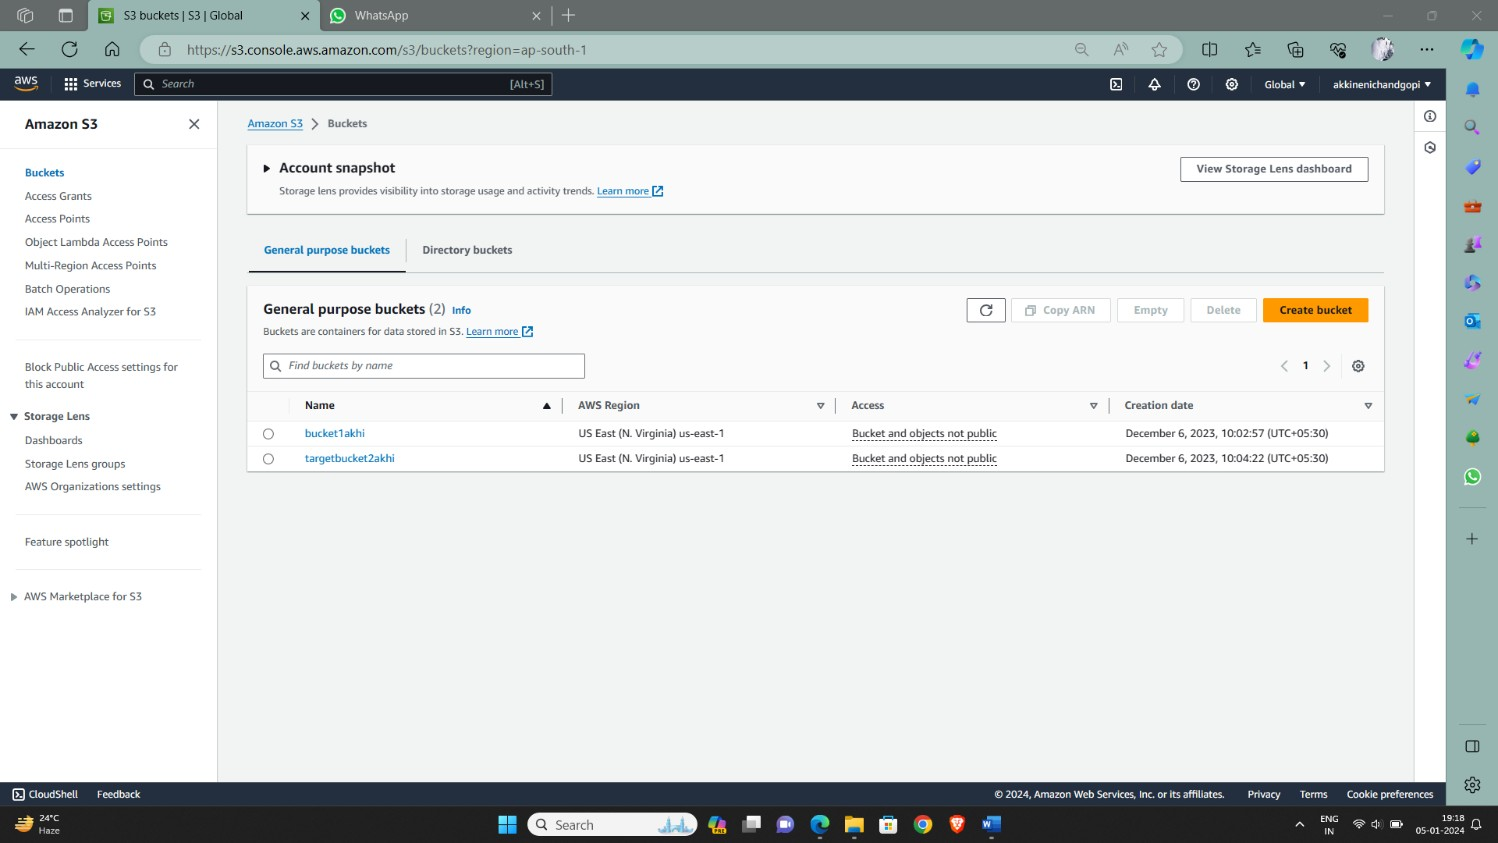 S3 buckets | S3 | Global
WhatsApp
https://s3.console.aws.amazon.com/s3/buckets?region=ap-south-1
aws
Services
Search
[Alt+S]
Global
akkinenichandgopi
Amazon S3
Buckets
Access Grants
Access Points
Object Lambda Access Points
Multi-Region Access Points
Batch Operations
IAM Access Analyzer for S3
Block Public Access settings for
this account
Storage Lens
Dashboards
Storage Lens groups
AWS Organizations settings
Feature spotlight
AWS Marketplace for S3
Amazon S3 Buckets
Account snapshot
View Storage Lens dashboard
Storage lens provides visibility into storage usage and activity trends. Learn more
General purpose buckets
Directory buckets
General purpose buckets (2) Info
Copy ARN
Empty
Delete
Create bucket
Buckets are containers for data stored in S3. Learn more
Find buckets by name
1
Name AWS Region Access Creation date
bucket1akhi US East (N. Virginia) us-east-1 Bucket and objects not public December 6, 2023, 10:02:57 (UTC+05:30)
targetbucket2akhi US East (N. Virginia) us-east-1 Bucket and objects not public December 6, 2023, 10:04:22 (UTC+05:30)
CloudShell
Feedback
© 2024, Amazon Web Services, Inc. or its affiliates.
Privacy
Terms
Cookie preferences
24°C
Haze
Search
PRE
ENG
IN
19:18
05-01-2024